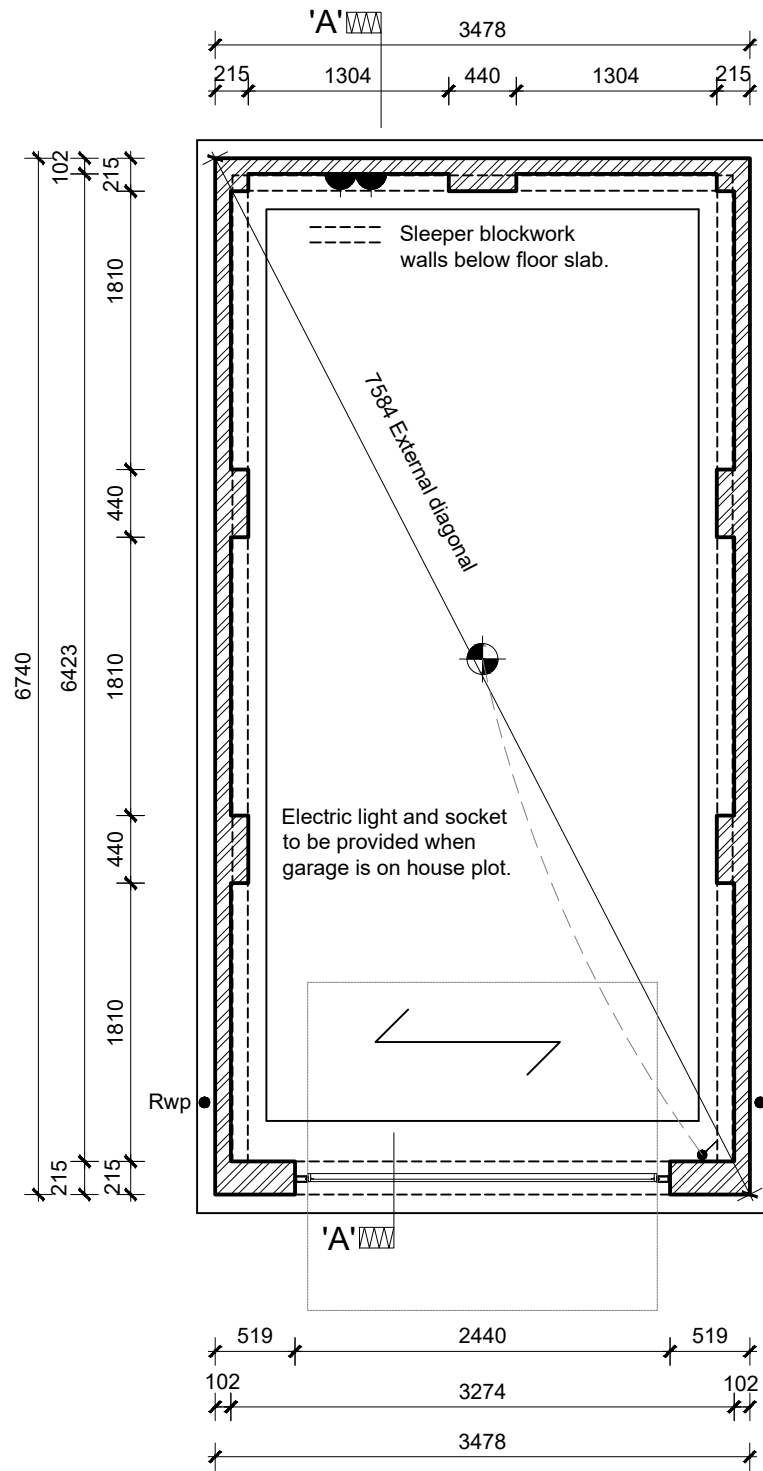 'A'
3478
215 1304 440 1304 215
102
215
Sleeper blockwork
walls below floor slab.
1810
7584 External diagonal
440
6740
6423
1810
Electric light and socket
to be provided when
garage is on house plot.
440
1810
Rwp
215
215
'A'
519 2440 519
102 3274 102
3478